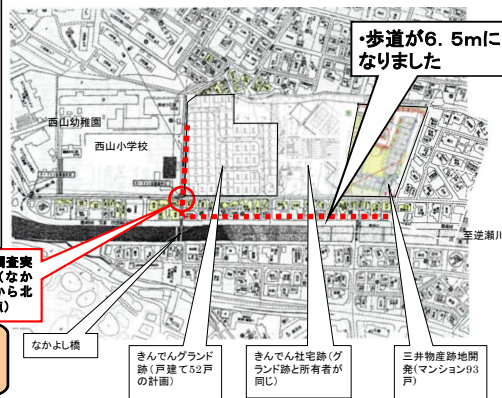 ・歩道が6．5mに
なりました
西山幼稚園
西山小学校
至逆瀬川
なかよし橋
きんでんグランド
跡（戸建て52戸
の計画）
きんでん社宅跡（グ
ランド跡と所有者が
同じ）
三井物産跡地開
発（マンション93
戸）